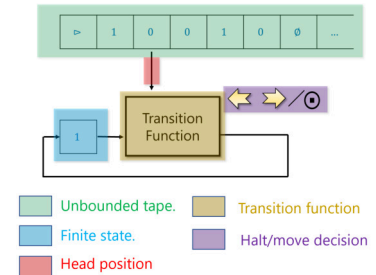 ▷ 1 0 0 1 0 Ø ...
Transition
Function
1
Unbounded tape.
Transition function
Finite state.
Halt/move decision
Head position